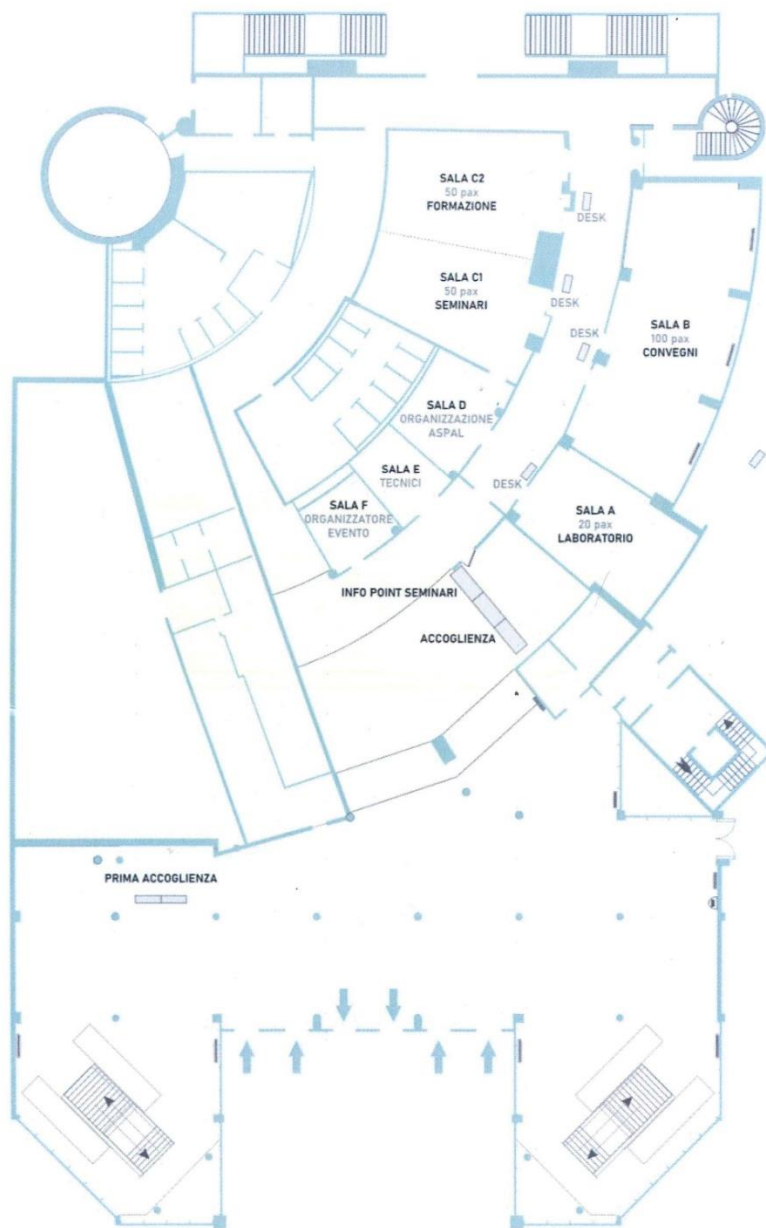 SALA C2
50 pax
FORMAZIONE
DESK
SALA C1
50 pax
SEMINARI
DESK
DESK
SALA B
100 pax
CONVEGNI
SALA D
ORGANIZZAZIONE
ASPAL
SALA E
TECNICI
DESK
SALA F
ORGANIZZATORE
EVENTO
SALA A
20 pax
LABORATORIO
INFO POINT SEMINARI
ACCOGLIENZA
PRIMA ACCOGLIENZA